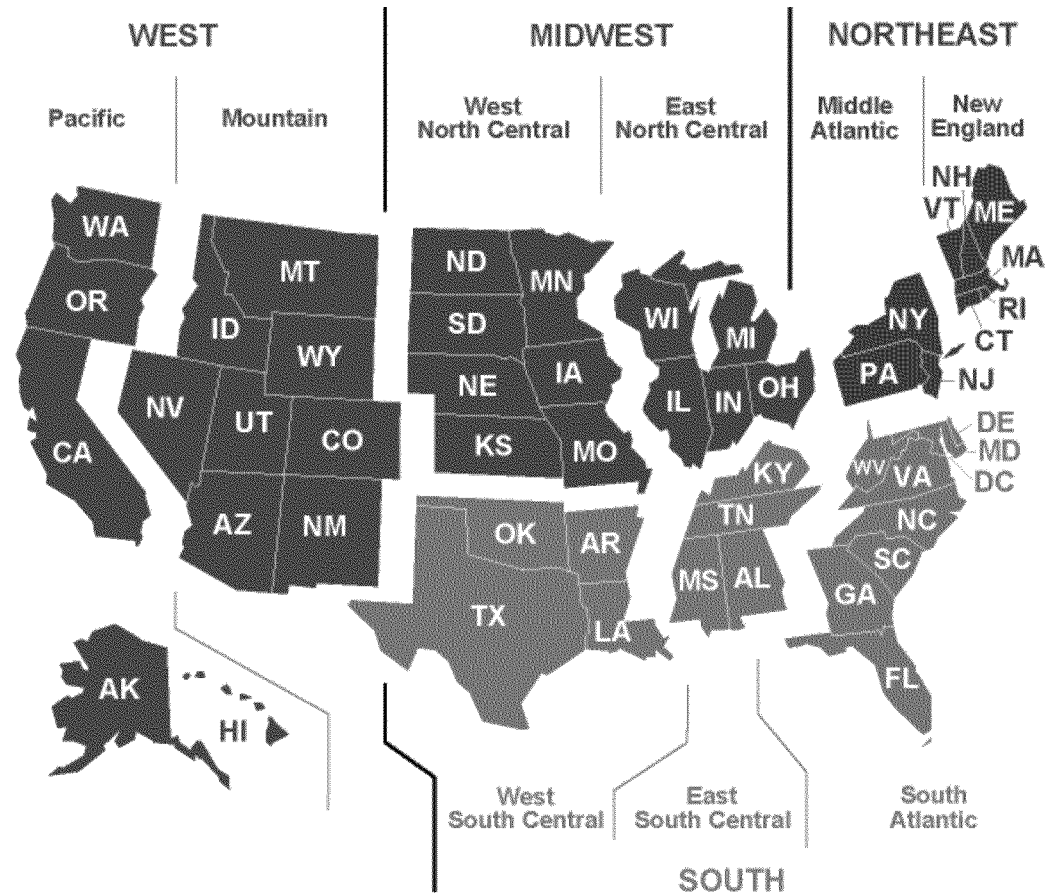 WEST
MIDWEST
NORTHEAST
Pacific
Mountain
West
North Central
East
North Central
Middle
Atlantic
New
England
WA
OR
CA
NV
ID
MT
WY
UT
CO
AZ
NM
AK
HI
ND
SD
NE
KS
MN
IA
MO
WI
MI
IL
IN
OH
NH
VT
ME
MA
RI
CT
NY
PA
NJ
DE
MD
DC
WV
VA
KY
TN
NC
SC
GA
FL
MS
AL
OK
AR
TX
LA
West
South Central
East
South Central
South
Atlantic
SOUTH